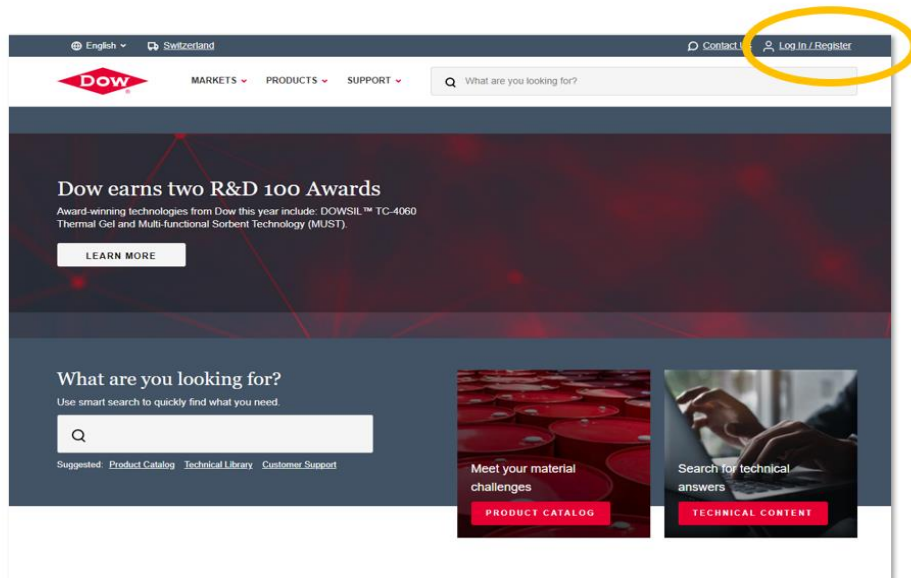 English
Switzerland
Contact Us
Log In / Register
Dow
MARKETS
PRODUCTS
SUPPORT
What are you looking for?
Dow earns two R&D 100 Awards
Award-winning technologies from Dow this year include: DOWSIL™ TC-4060
Thermal Gel and Multi-functional Sorbent Technology (MUST).
LEARN MORE
What are you looking for?
Use smart search to quickly find what you need.
Suggested: Product Catalog Technical Library Customer Support
Meet your material
challenges
PRODUCT CATALOG
Search for technical
answers
TECHNICAL CONTENT